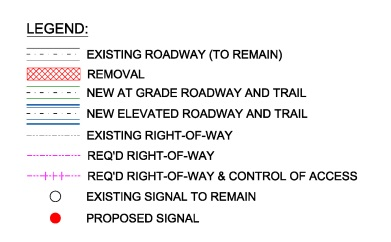 LEGEND:
EXISTING ROADWAY (TO REMAIN)
REMOVAL
NEW AT GRADE ROADWAY AND TRAIL
NEW ELEVATED ROADWAY AND TRAIL
EXISTING RIGHT-OF-WAY
REQ'D RIGHT-OF-WAY
REQ'D RIGHT-OF-WAY & CONTROL OF ACCESS
EXISTING SIGNAL TO REMAIN
PROPOSED SIGNAL